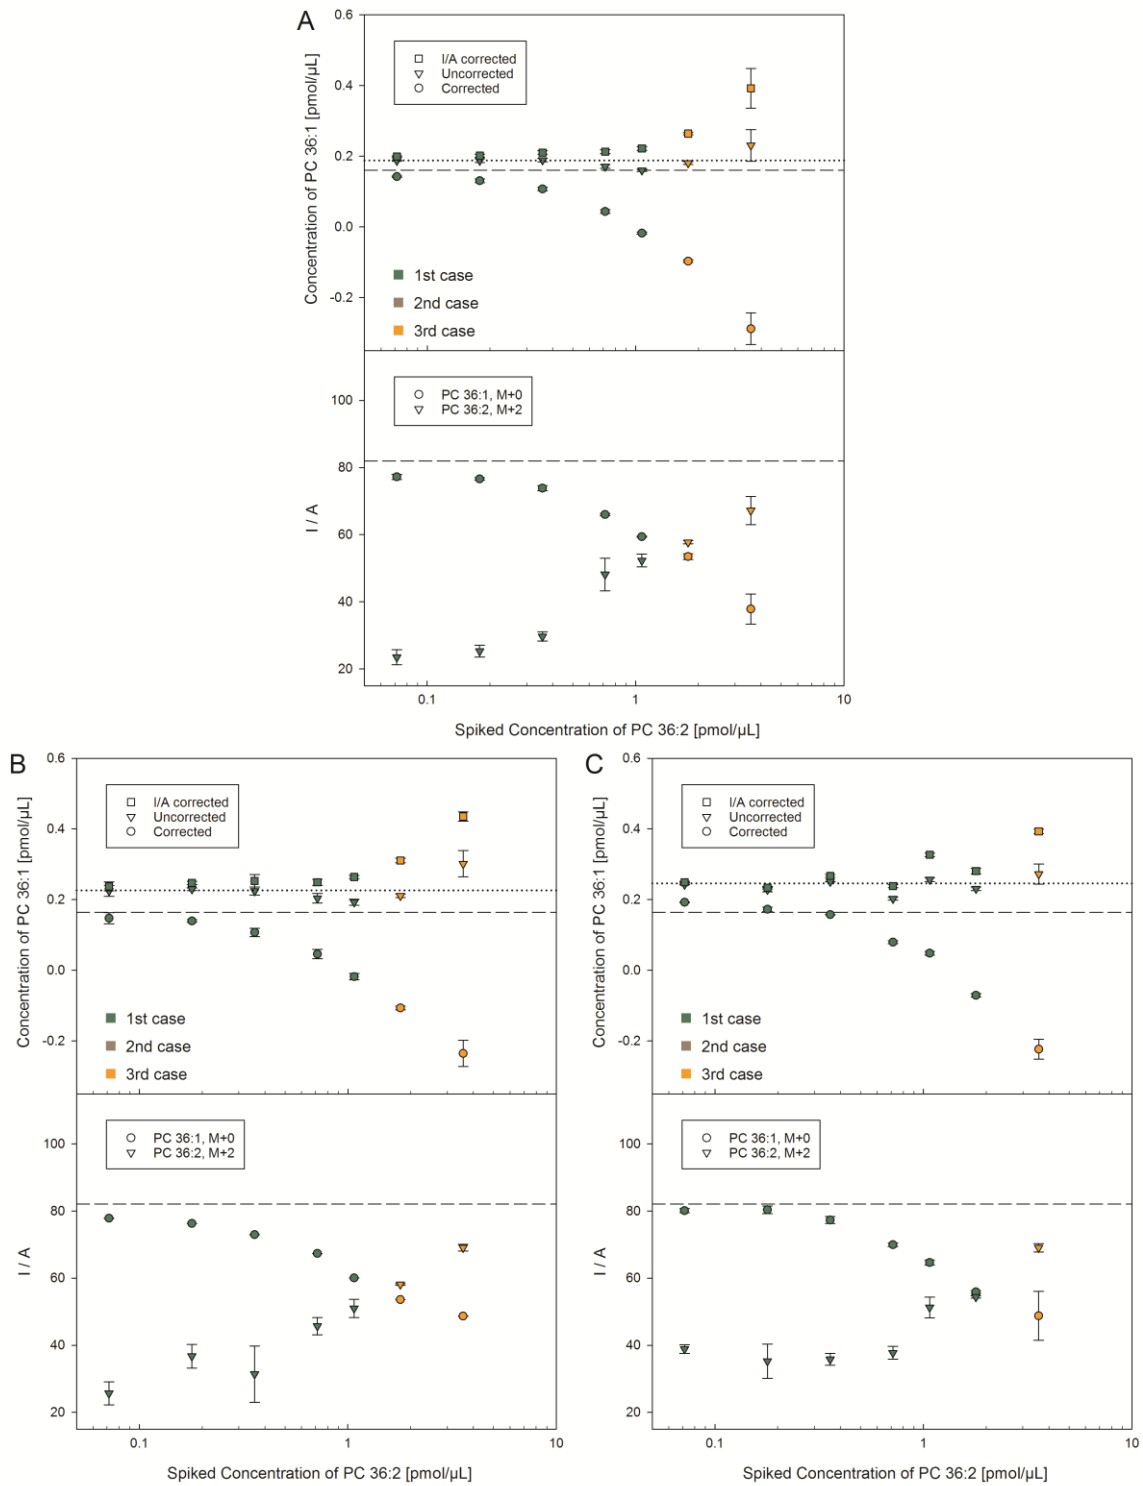 A
0.6
0.4
0.2
0.0
-0.2
Concentration of PC 36:1 [pmol/µL]
I/A corrected
Uncorrected
Corrected
1st case
2nd case
3rd case
100
80
60
40
20
I / A
PC 36:1, M+0
PC 36:2, M+2
0.1 1 10
Spiked Concentration of PC 36:2 [pmol/µL]
B
0.6
0.4
0.2
0.0
-0.2
Concentration of PC 36:1 [pmol/µL]
I/A corrected
Uncorrected
Corrected
1st case
2nd case
3rd case
100
80
60
40
20
I / A
PC 36:1, M+0
PC 36:2, M+2
0.1 1 10
Spiked Concentration of PC 36:2 [pmol/µL]
C
0.6
0.4
0.2
0.0
-0.2
Concentration of PC 36:1 [pmol/µL]
I/A corrected
Uncorrected
Corrected
1st case
2nd case
3rd case
100
80
60
40
20
I / A
PC 36:1, M+0
PC 36:2, M+2
0.1 1 10
Spiked Concentration of PC 36:2 [pmol/µL]